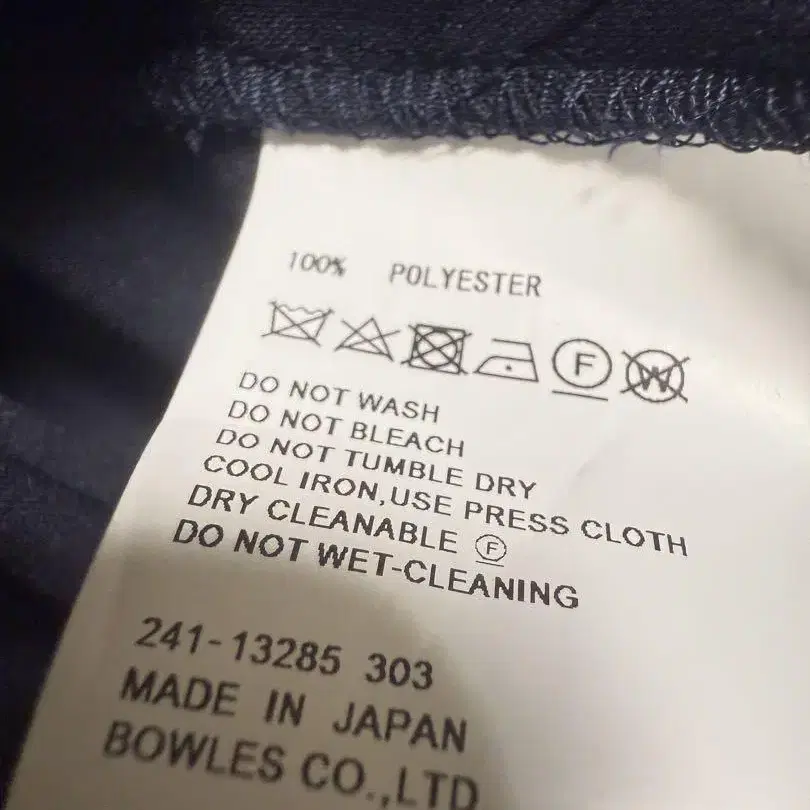 100% POLYESTER
F W
DO NOT WASH
DO NOT BLEACH
DO NOT TUMBLE DRY
COOL IRON,USE PRESS CLOTH
DRY CLEANABLE Ⓕ
DO NOT WET-CLEANING
241-13285 303
MADE IN JAPAN
BOWLES CO.,LTD